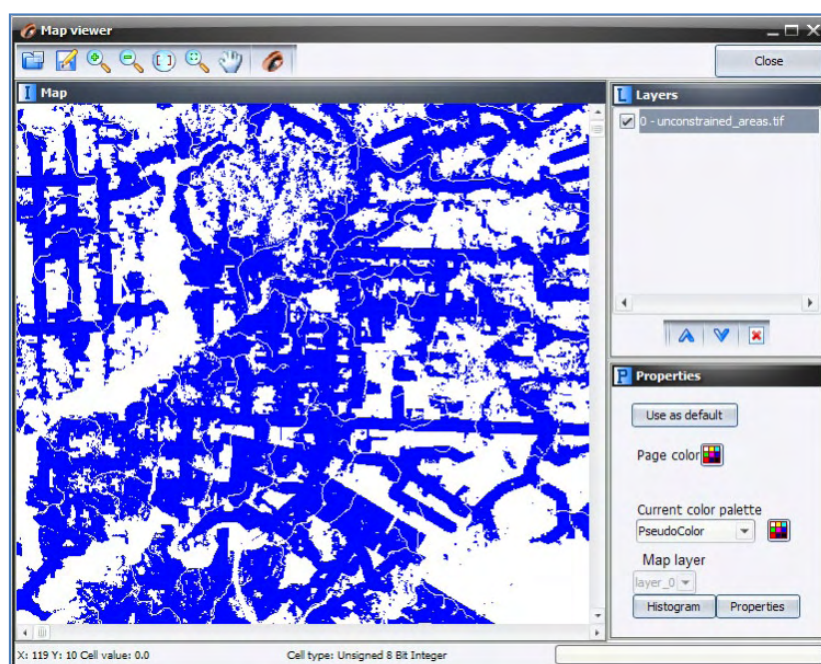 Map viewer
Close
Map
Layers
0 - unconstrained_areas.tif
Properties
Use as default
Page color
Current color palette
PseudoColor
Map layer
layer_0
Histogram
Properties
X: 119 Y: 10 Cell value: 0.0
Cell type: Unsigned 8 Bit Integer